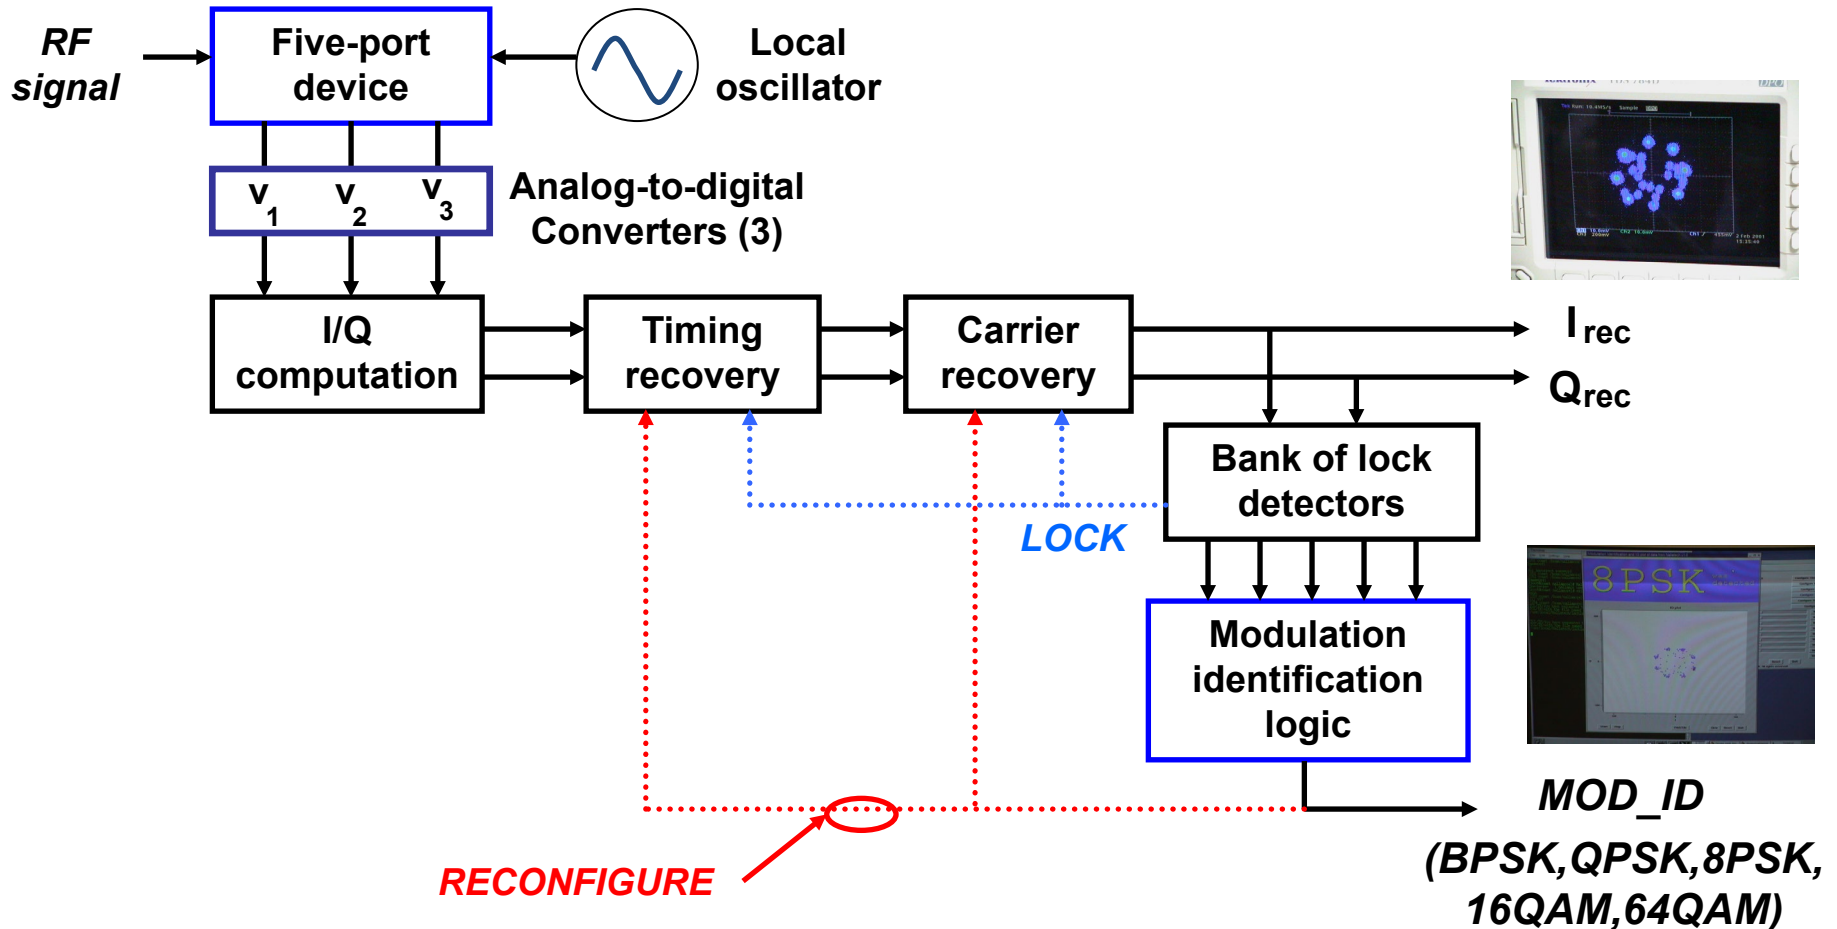 RF
signal
Five-port
device
Local
oscillator
v1 v2 v3
Analog-to-digital
Converters (3)
I/Q
computation
Timing
recovery
Carrier
recovery
Irec
Qrec
Bank of lock
detectors
LOCK
8PSK
Modulation
identification
logic
MOD_ID
(BPSK,QPSK,8PSK,
16QAM,64QAM)
RECONFIGURE